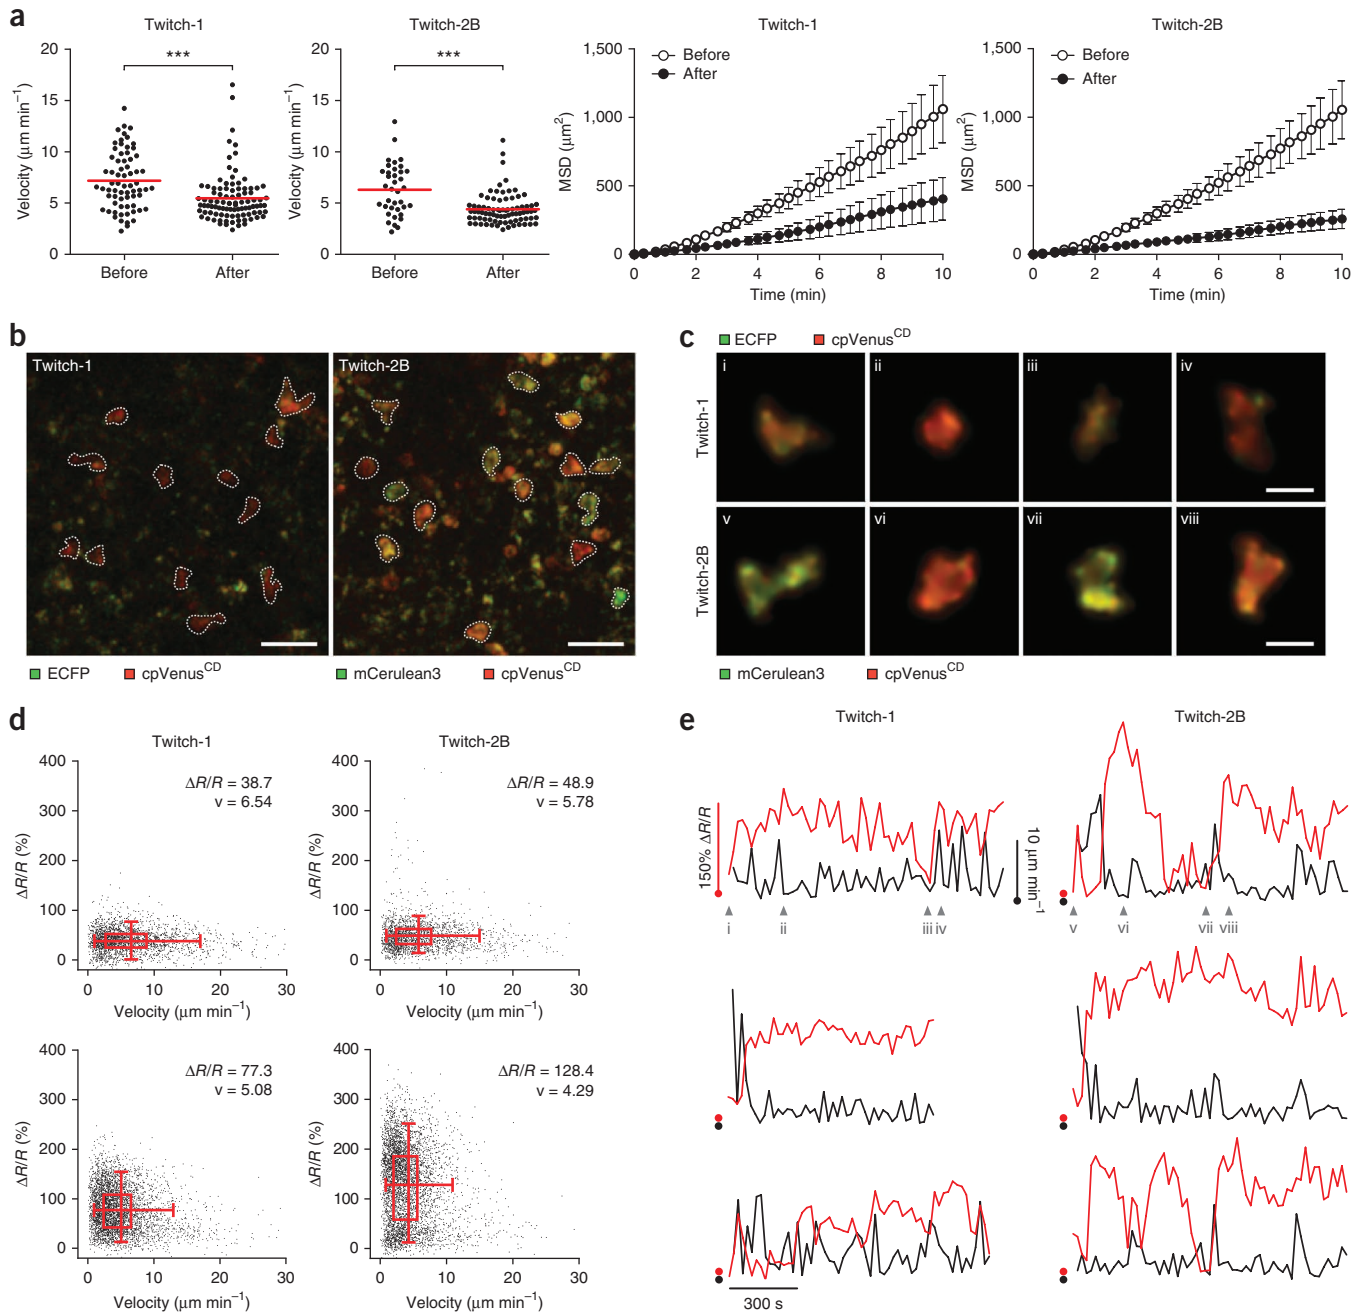 a
Twitch-1
Twitch-2B
Twitch-1
Twitch-2B
20
15
10
5
0
Velocity (μm min⁻¹)
***
Before
After
20
15
10
5
0
Velocity (μm min⁻¹)
***
Before
After
1,500
1,000
500
0
MSD (μm²)
Before
After
0
2
4
6
8
10
Time (min)
1,500
1,000
500
0
MSD (μm²)
Before
After
0
2
4
6
8
10
Time (min)
b
Twitch-1
Twitch-2B
ECFP
cpVenusCD
mCerulean3
cpVenusCD
c
ECFP
cpVenusCD
Twitch-1
i
ii
iii
iv
Twitch-2B
v
vi
vii
viii
mCerulean3
cpVenusCD
d
Twitch-1
Twitch-2B
400
300
200
100
0
ΔR/R (%)
ΔR/R = 38.7
v = 6.54
0
10
20
30
Velocity (μm min⁻¹)
400
300
200
100
0
ΔR/R (%)
ΔR/R = 48.9
v = 5.78
0
10
20
30
Velocity (μm min⁻¹)
400
300
200
100
0
ΔR/R (%)
ΔR/R = 77.3
v = 5.08
0
10
20
30
Velocity (μm min⁻¹)
400
300
200
100
0
ΔR/R (%)
ΔR/R = 128.4
v = 4.29
0
10
20
30
Velocity (μm min⁻¹)
e
Twitch-1
Twitch-2B
150% ΔR/R
10 μm min⁻¹
i
ii
iii
iv
v
vi
vii
viii
300 s